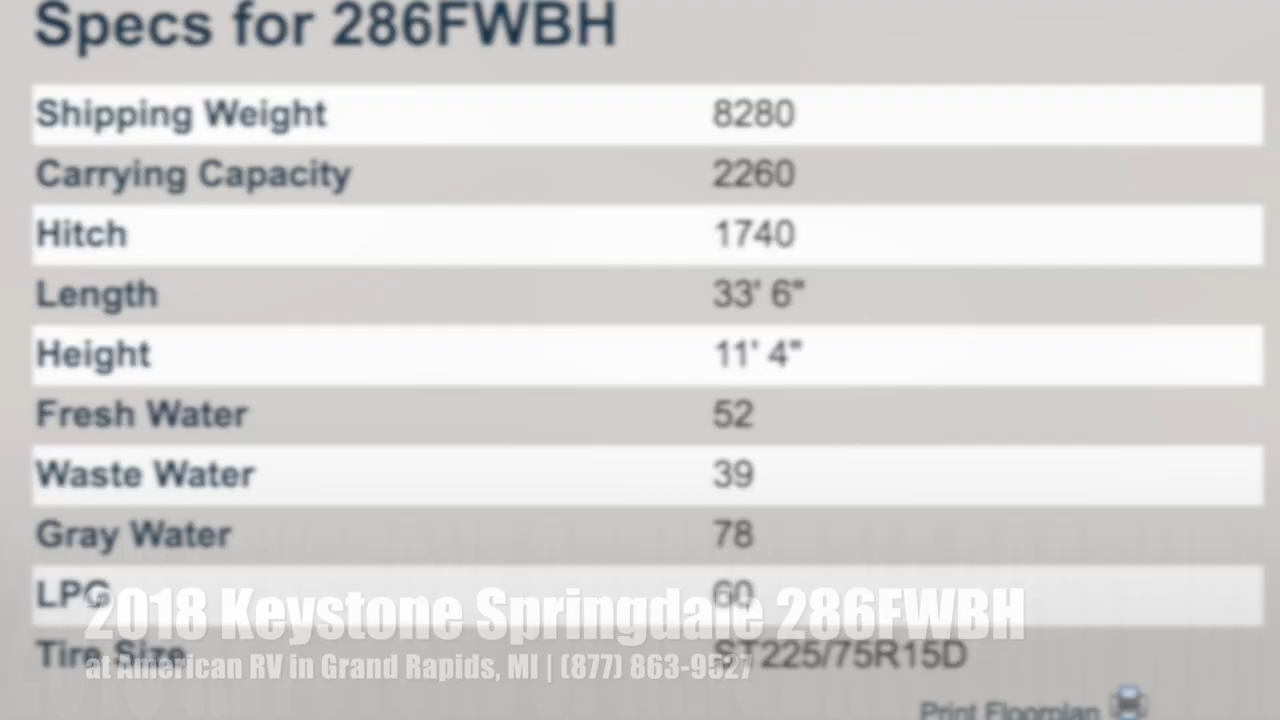 Specs for 286FWBH
Shipping Weight 8280
Carrying Capacity 2260
Hitch 1740
Length 33' 6"
Height 11' 4"
Fresh Water 52
Waste Water 39
Gray Water 78
LPG 60
2018 Keystone Springdale 286FWBH
Tire Size ST225/75R15D
at American RV in Grand Rapids, MI | (877) 863-9527
Print Floorplan